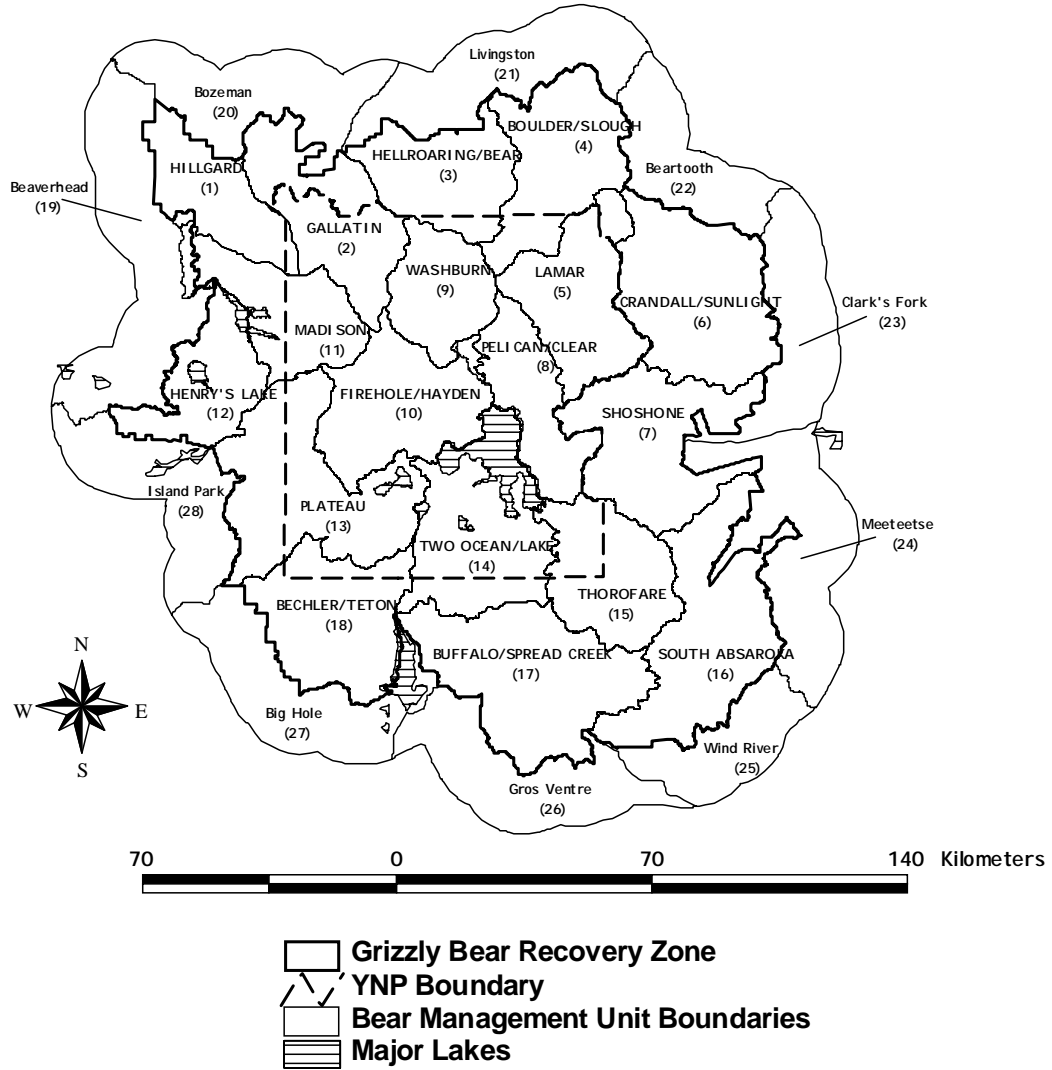 Livingston
(21)
Bozeman
(20)
BOULDER/SLOUGH
(4)
HELLROARING/BEAR
(3)
HILLGARD
(1)
Beartooth
(22)
Beaverhead
(19)
GALLATIN
(2)
WASHBURN
(9)
LAMAR
(5)
CRANDALL/SUNLIGHT
(6)
Clark's Fork
(23)
MADISON
(11)
PELICAN/CLEAR
(8)
HENRY'S LAKE
(12)
FIREHOLE/HAYDEN
(10)
SHOSHONE
(7)
Island Park
(28)
PLATEAU
(13)
TWO OCEAN/LAKE
(14)
Meeteetse
(24)
THOROFARE
(15)
BECHLER/TETON
(18)
BUFFALO/SPREAD CREEK
(17)
SOUTH ABSAROKA
(16)
N
W E
S
Big Hole
(27)
Wind River
(25)
Gros Ventre
(26)
70 0 70 140 Kilometers
Grizzly Bear Recovery Zone
YNP Boundary
Bear Management Unit Boundaries
Major Lakes